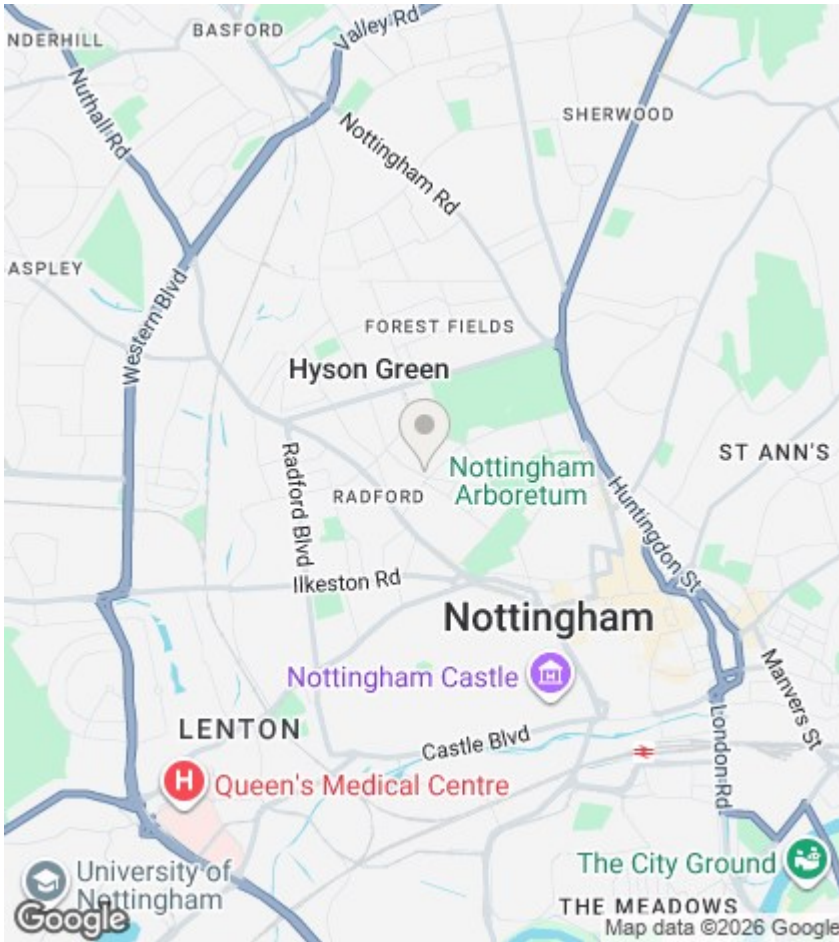 NDERHILL
BASFORD
Valley Rd
Nuthall Rd
Nottingham Rd
SHERWOOD
ASPLEY
Western Blvd
FOREST FIELDS
Hyson Green
ST ANN'S
Nottingham
Arboretum
RADFORD
Radford Blvd
Huntingdon St
Ilkeston Rd
Nottingham
Nottingham Castle
Manvers St
LENTON
Castle Blvd
London Rd
H
Queen's Medical Centre
University of
Nottingham
The City Ground
THE MEADOWS
Google
Map data ©2026 Google